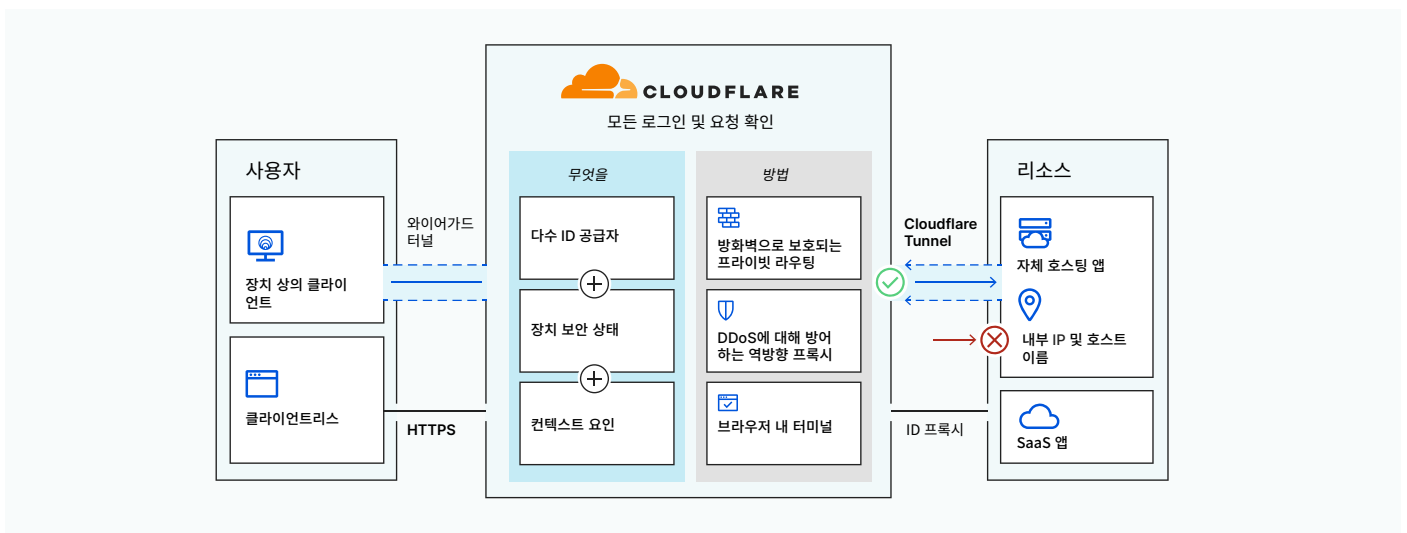 CLOUDFLARE
모든 로그인 및 요청 확인
사용자
장치 상의 클라이
언트
클라이언트리스
와이어가드
터널
HTTPS
무엇을
다수 ID 공급자
장치 보안 상태
컨텍스트 요인
방법
방화벽으로 보호되는
프라이빗 라우팅
DDoS에 대해 방어
하는 역방향 프록시
브라우저 내 터미널
Cloudflare
Tunnel
ID 프록시
리소스
자체 호스팅 앱
내부 IP 및 호스트
이름
SaaS 앱